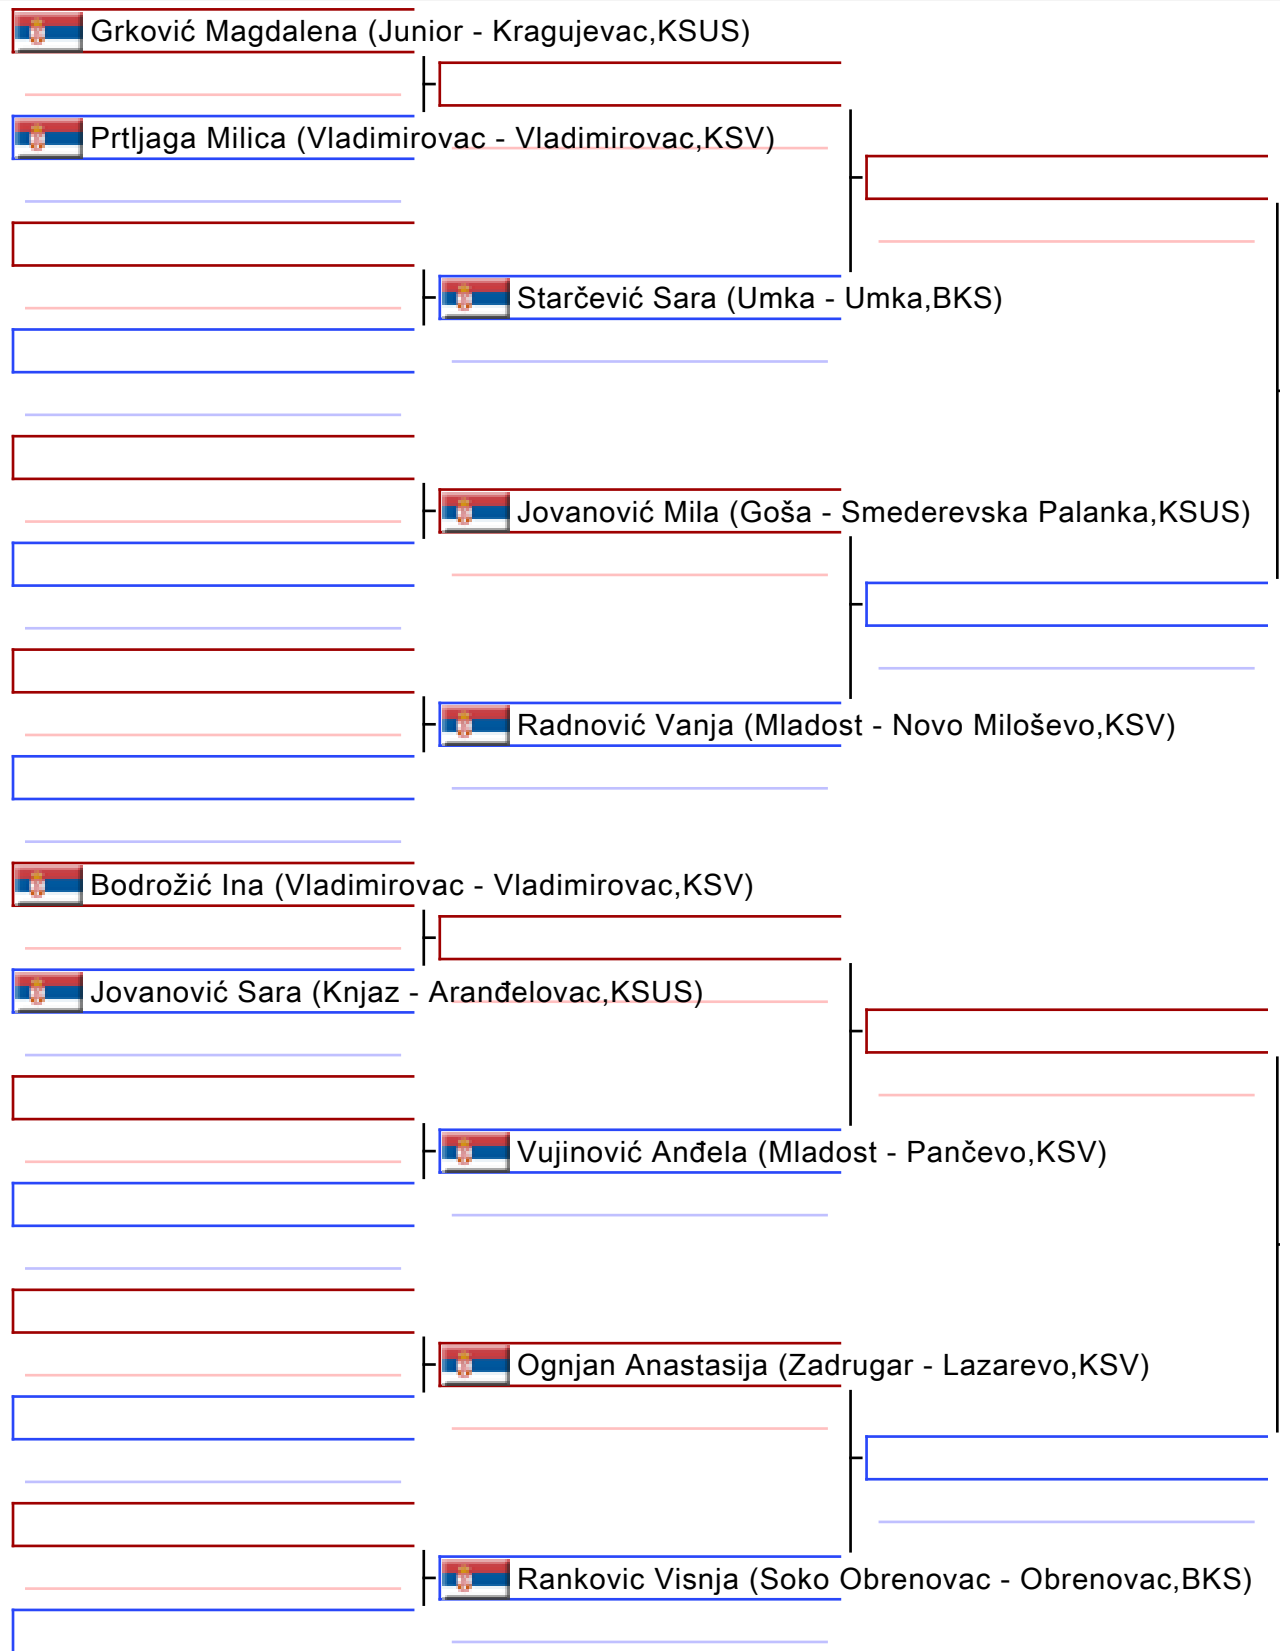 Grković Magdalena (Junior - Kragujevac,KSUS)
Prtljaga Milica (Vladimirovac - Vladimirovac,KSV)
Starčević Sara (Umka - Umka,BKS)
Jovanović Mila (Goša - Smederevska Palanka,KSUS)
Radnović Vanja (Mladost - Novo Miloševo,KSV)
Bodrožić Ina (Vladimirovac - Vladimirovac,KSV)
Jovanović Sara (Knjaz - Aranđelovac,KSUS)
Vujinović Anđela (Mladost - Pančevo,KSV)
Ognjan Anastasija (Zadrugar - Lazarevo,KSV)
Rankovic Visnja (Soko Obrenovac - Obrenovac,BKS)